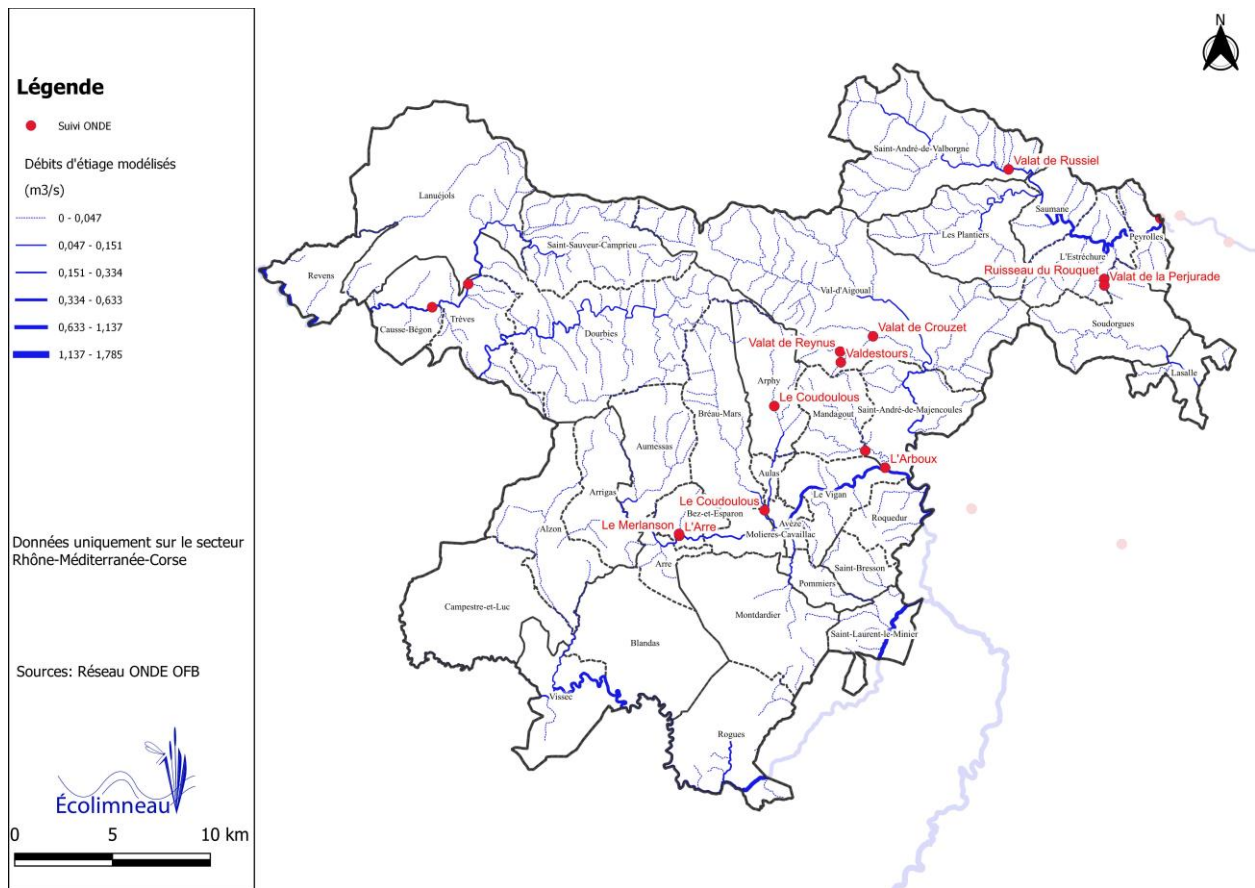 Légende
Suivi ONDE
Débits d'étiage modélisés
(m3/s)
0 - 0,047
0,047 - 0,151
0,151 - 0,334
0,334 - 0,633
0,633 - 1,137
1,137 - 1,785
Données uniquement sur le secteur
Rhône-Méditerranée-Corse
Sources: Réseau ONDE OFB
Écolimneau
0 5 10 km
N
Saint-André-de-Valborgne
Valat de Russiel
Lanuéjols
Saumane
Les Plantiers
Peyrolles
Saint-Sauveur-Camprieu
L'Estréchure
Revens
Ruisseau du Rouquet
Valat de la Perjurade
Val-d'Aigoual
Causse-Bégon
Trèves
Soudorgues
Dourbies
Valat de Crouzet
Valat de Reynus
Valdestours
Lasalle
Arphy
Le Coudoulous
Bréau-Mars
Mandagout
Saint-André-de-Majencoules
Aumessas
L'Arboux
Aulas
Arrigas
Le Vigan
Le Coudoulous
Bez-et-Esparon
Roquedur
Alzon
Le Merlanson
L'Arre
Avèze
Molières-Cavaillac
Arre
Saint-Bresson
Pommiers
Campestre-et-Luc
Montdardier
Saint-Laurent-le-Minier
Blandas
Vissec
Rogues